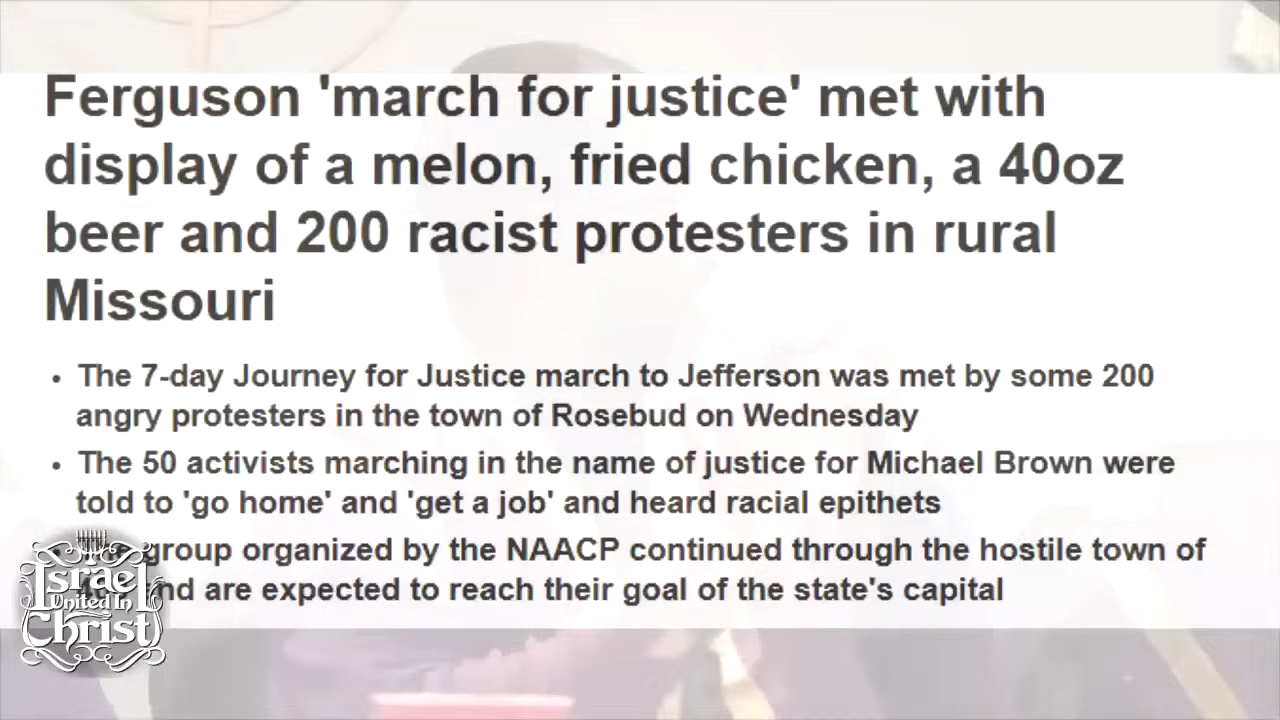 Ferguson 'march for justice' met with
display of a melon, fried chicken, a 40oz
beer and 200 racist protesters in rural
Missouri
• The 7-day Journey for Justice march to Jefferson was met by some 200
angry protesters in the town of Rosebud on Wednesday
• The 50 activists marching in the name of justice for Michael Brown were
told to 'go home' and 'get a job' and heard racial epithets
group organized by the NAACP continued through the hostile town of
are expected to reach their goal of the state's capital
Israel
United In
Christ